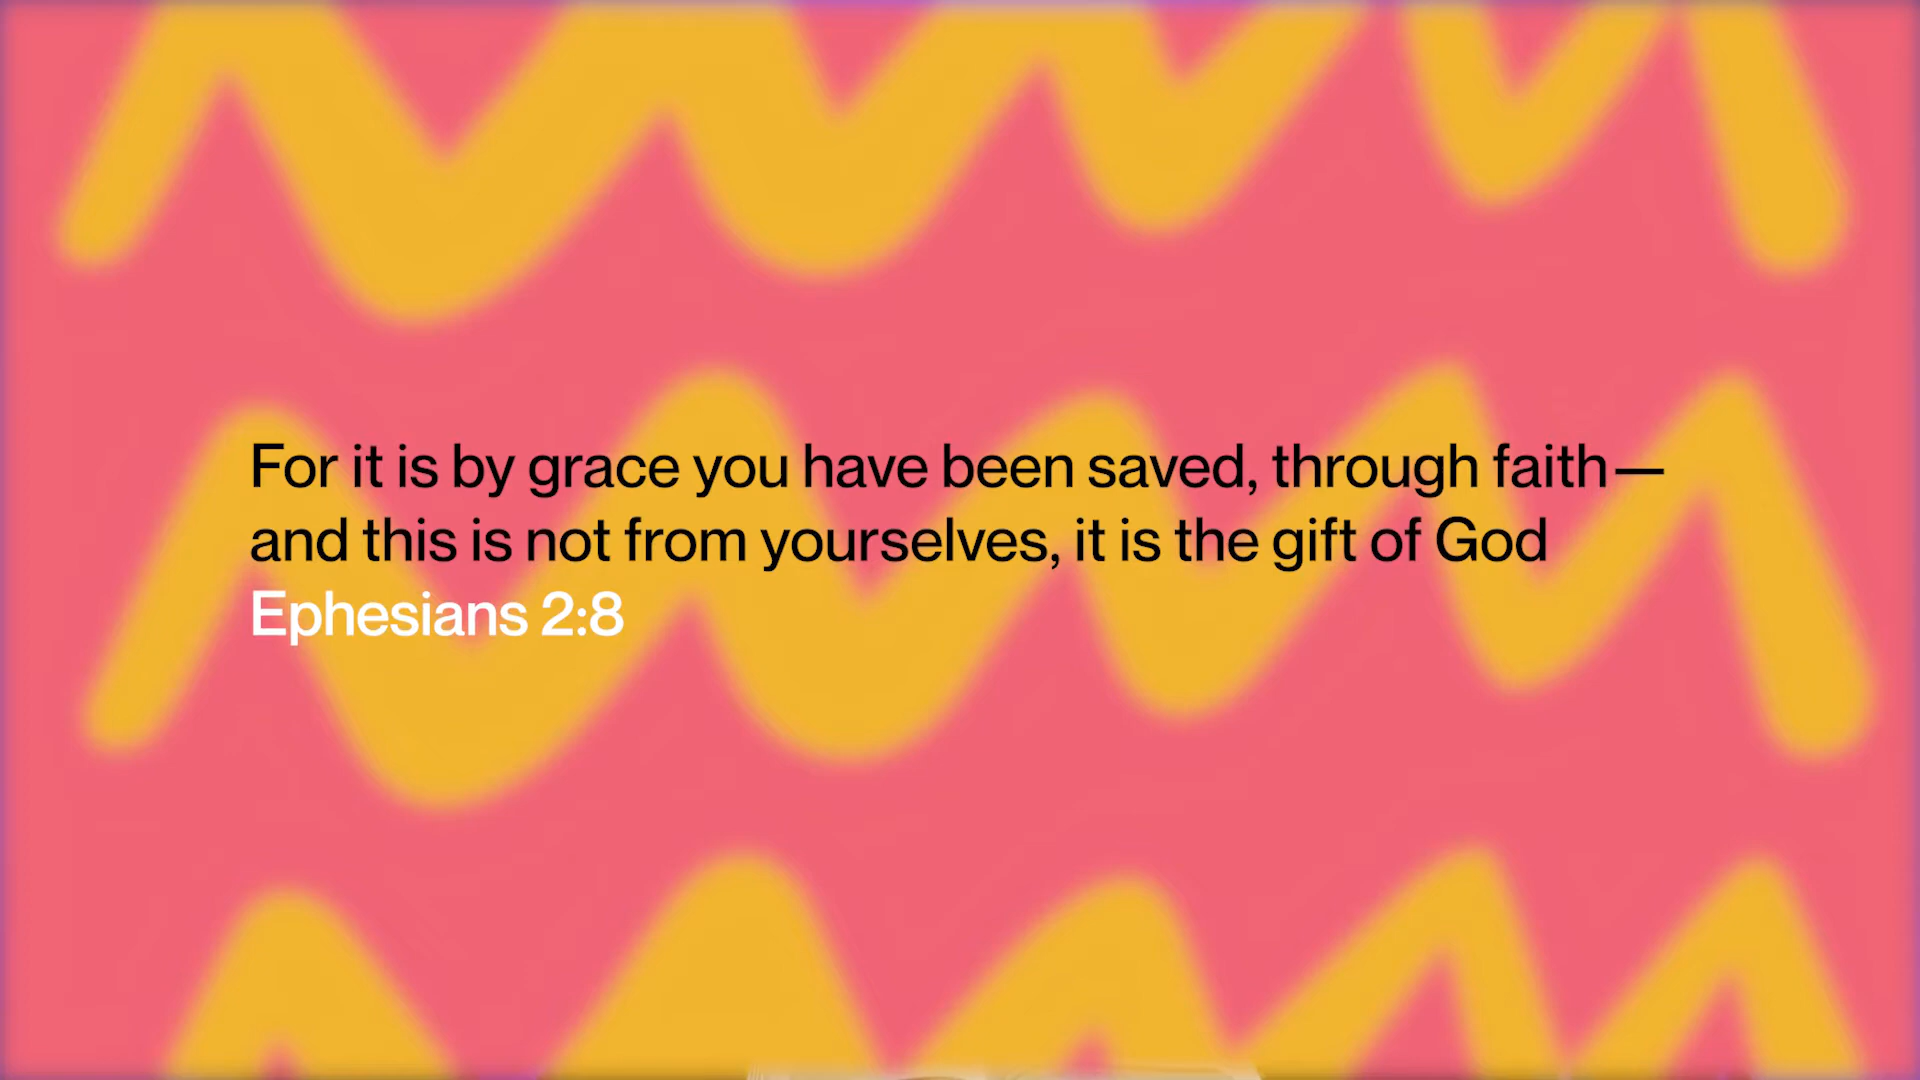 For it is by grace you have been saved, through faith—
and this is not from yourselves, it is the gift of God
Ephesians 2:8